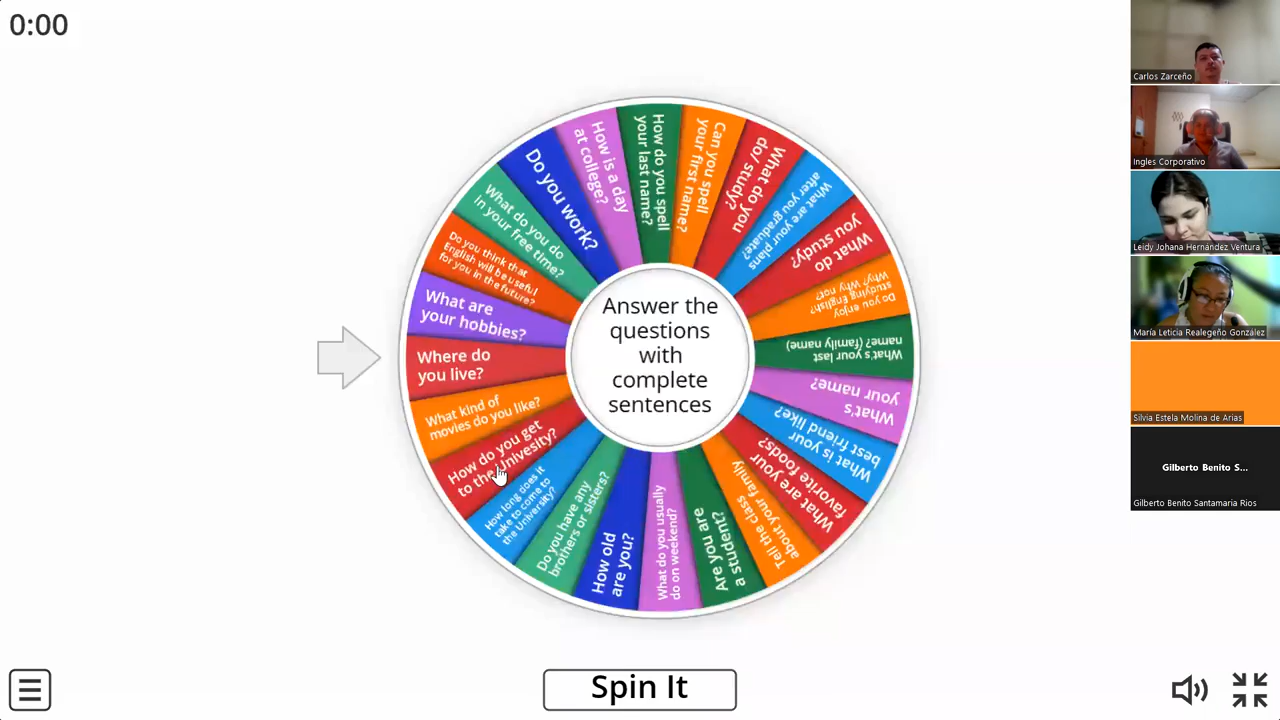 0:00
Answer the
questions
with
complete
sentences
How do you spell
your last name?
Can you spell
your first name?
What do you
do/ study?
What are your plans
after you graduate?
What do
you study?
Do you enjoy
studying English?
Why? Why not?
What's your last
name? (family name)
What's
your name?
What is your
best friend like?
What are your
favorite foods?
Tell the class
about your family
Are you are
a student?
What do you usually
do on weekend?
How old
are you?
Do you have any
brothers or sisters?
How long does it
take to come to
the University?
How do you get
to the Univesity?
What kind of
movies do you like?
Where do
you live?
What are
your hobbies?
Do you think that
English will be useful
for you in the future?
What do you do
in your free time?
Do you work?
How is a day
at college?
Spin It
Carlos Zarceño
Ingles Corporativo
Leidy Johana Hernández Ventura
María Leticia Realegeño González
Silvia Estela Molina de Arias
Gilberto Benito S...
Gilberto Benito Santamaria Rios